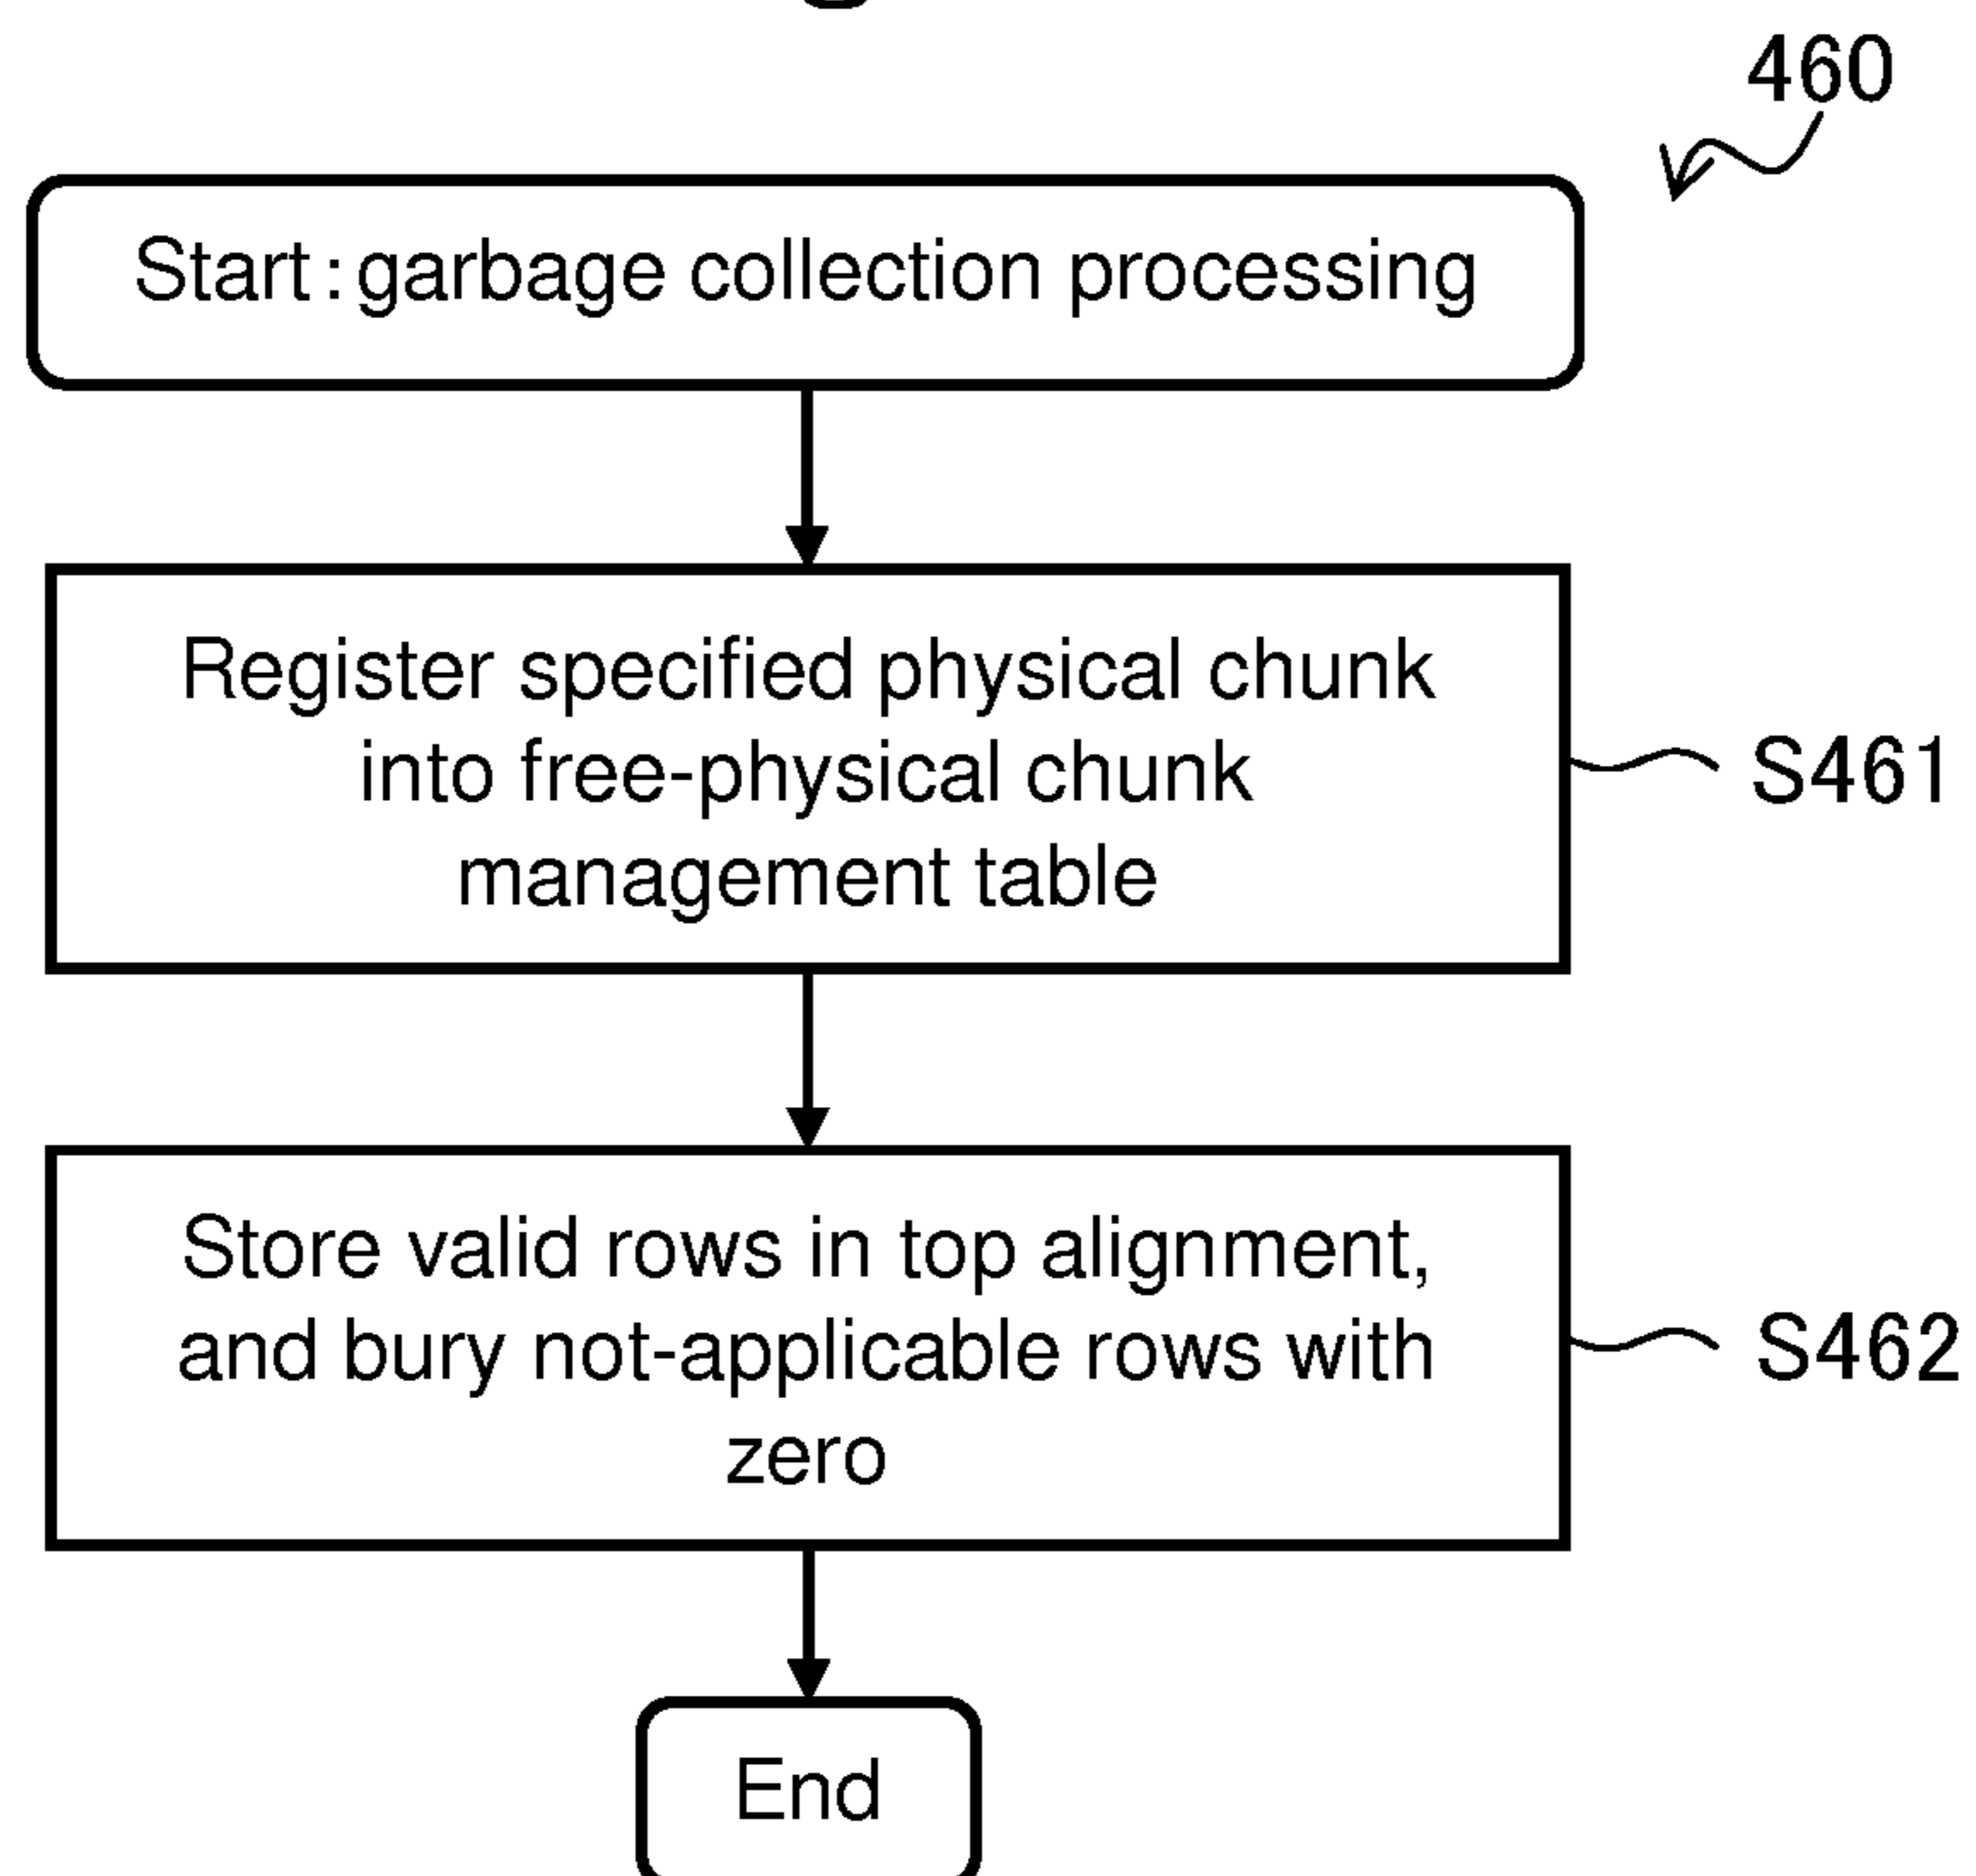 460
Start:garbage collection processing
Register specified physical chunk
into free-physical chunk
management table
S461
Store valid rows in top alignment,
and bury not-applicable rows with
zero
S462
End